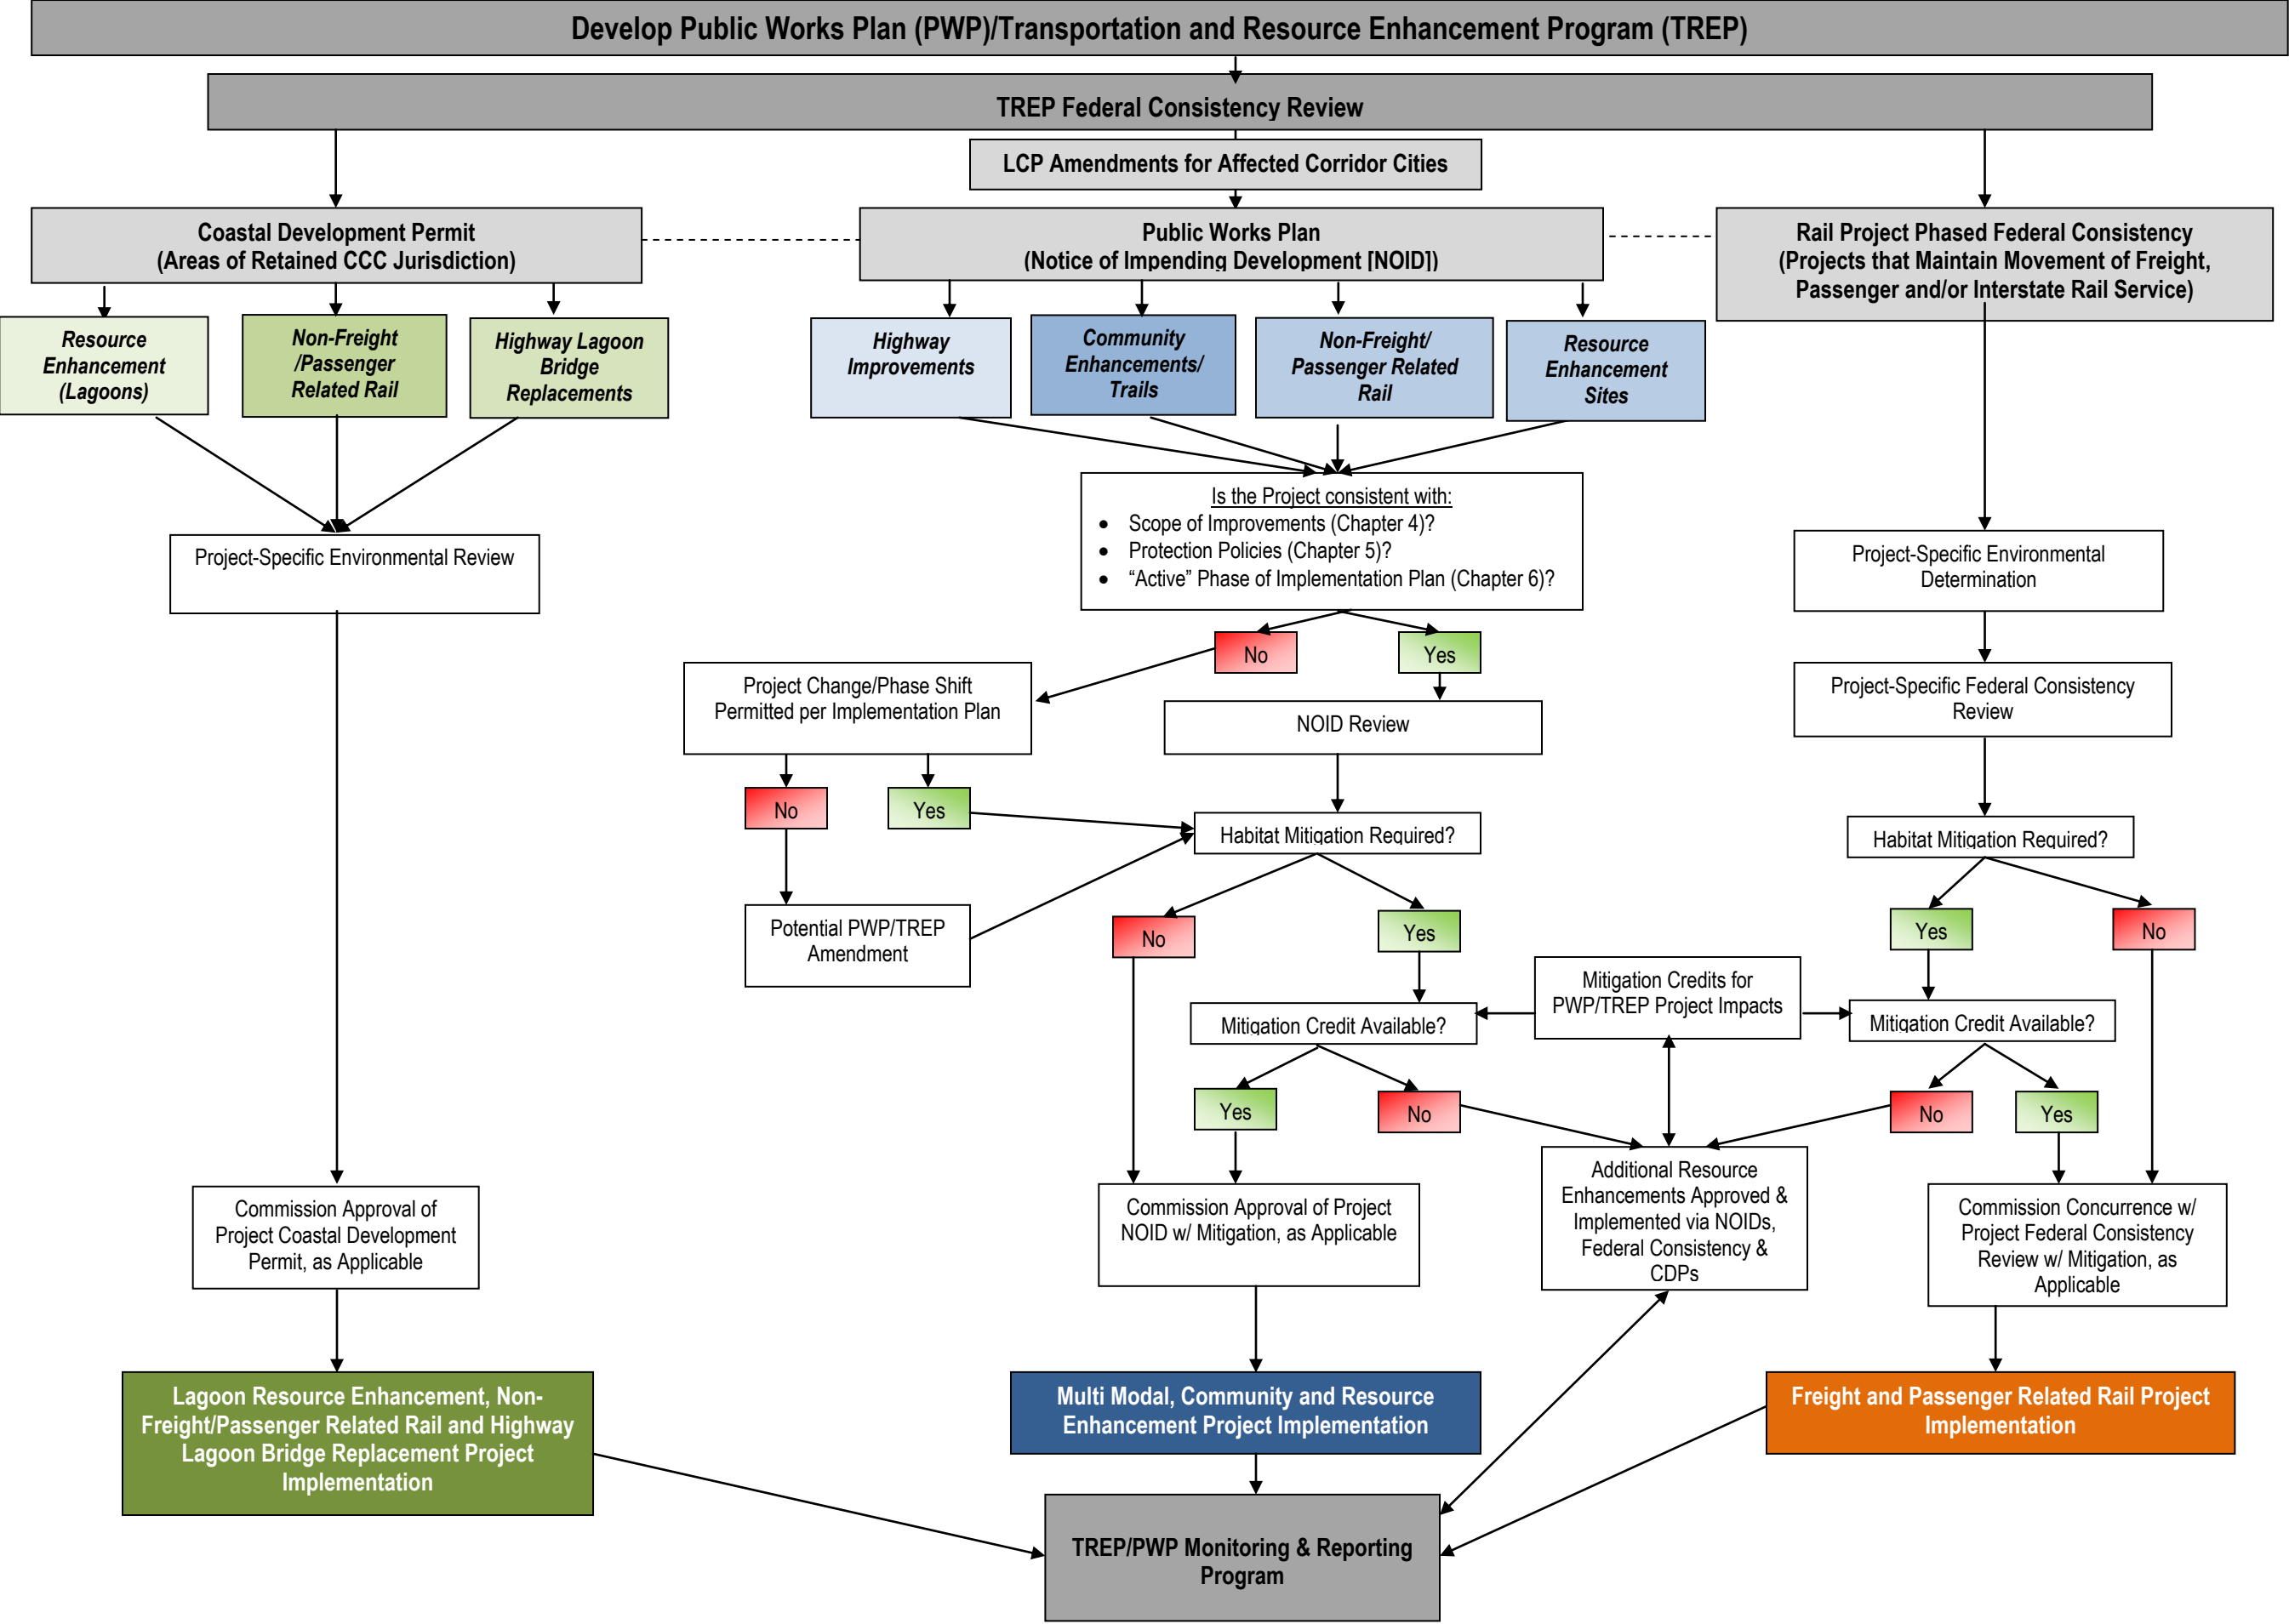 Develop Public Works Plan (PWP)/Transportation and Resource Enhancement Program (TREP)
TREP Federal Consistency Review
LCP Amendments for Affected Corridor Cities
Coastal Development Permit
(Areas of Retained CCC Jurisdiction)
Public Works Plan
(Notice of Impending Development [NOID])
Rail Project Phased Federal Consistency
(Projects that Maintain Movement of Freight,
Passenger and/or Interstate Rail Service)
Resource
Enhancement
(Lagoons)
Non-Freight
/Passenger
Related Rail
Highway Lagoon
Bridge
Replacements
Highway
Improvements
Community
Enhancements/
Trails
Non-Freight/
Passenger Related
Rail
Resource
Enhancement
Sites
Is the Project consistent with:
• Scope of Improvements (Chapter 4)?
• Protection Policies (Chapter 5)?
• “Active” Phase of Implementation Plan (Chapter 6)?
Project-Specific Environmental Review
Project-Specific Environmental
Determination
No
Yes
Project Change/Phase Shift
Permitted per Implementation Plan
NOID Review
Project-Specific Federal Consistency
Review
No
Yes
Habitat Mitigation Required?
Habitat Mitigation Required?
Potential PWP/TREP
Amendment
No
Yes
Yes
No
Mitigation Credits for
PWP/TREP Project Impacts
Mitigation Credit Available?
Mitigation Credit Available?
Yes
No
No
Yes
Commission Approval of
Project Coastal Development
Permit, as Applicable
Commission Approval of Project
NOID w/ Mitigation, as Applicable
Additional Resource
Enhancements Approved &
Implemented via NOIDs,
Federal Consistency &
CDPs
Commission Concurrence w/
Project Federal Consistency
Review w/ Mitigation, as
Applicable
Lagoon Resource Enhancement, Non-
Freight/Passenger Related Rail and Highway
Lagoon Bridge Replacement Project
Implementation
Multi Modal, Community and Resource
Enhancement Project Implementation
Freight and Passenger Related Rail Project
Implementation
TREP/PWP Monitoring & Reporting
Program